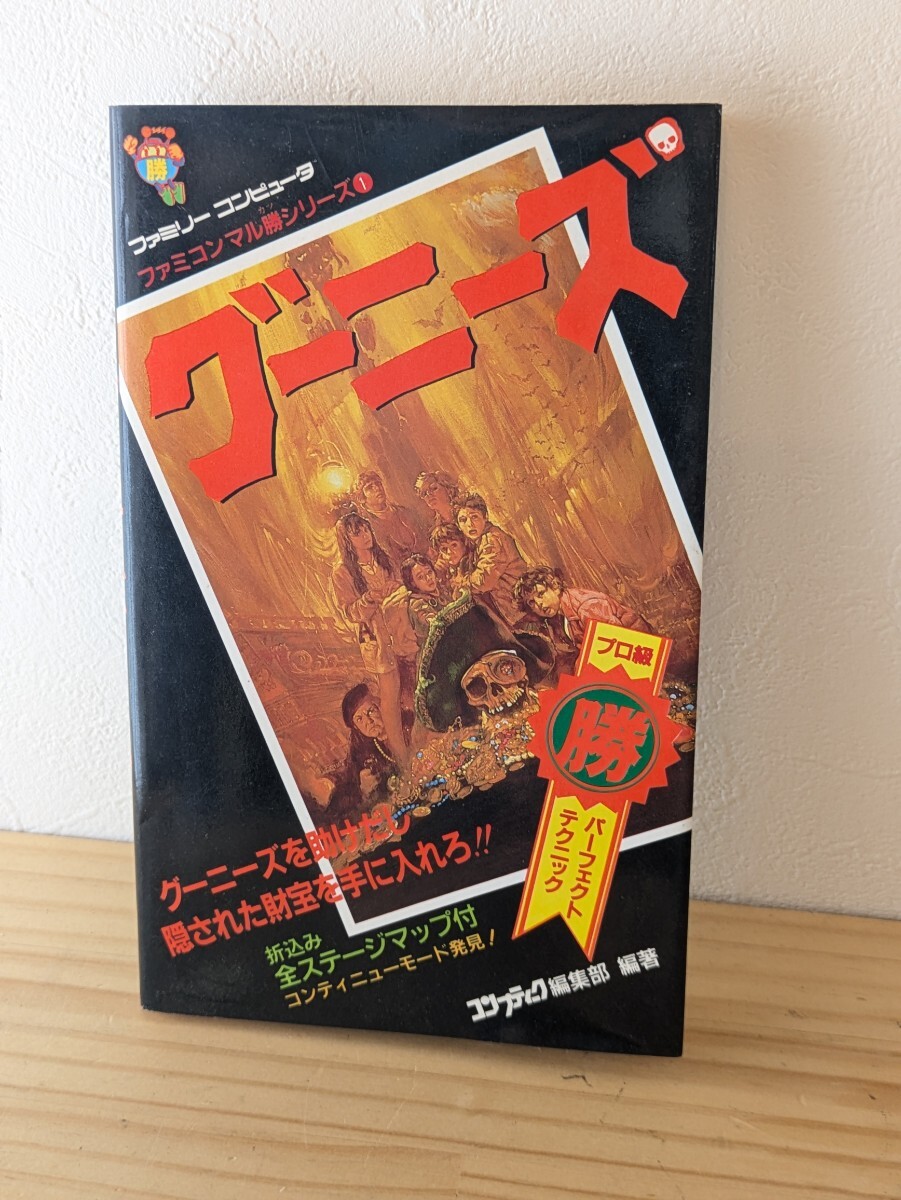 勝
ファミリーコンピュータ
カツ
ファミコンマル勝シリーズ1
グーニーズ
プロ級
勝
パーフェクト
テクニック
グーニーズを助けだし
隠された財宝を手に入れろ!!
折込み
全ステージマップ付
コンティニューモード発見!
コンプティック編集部 編著